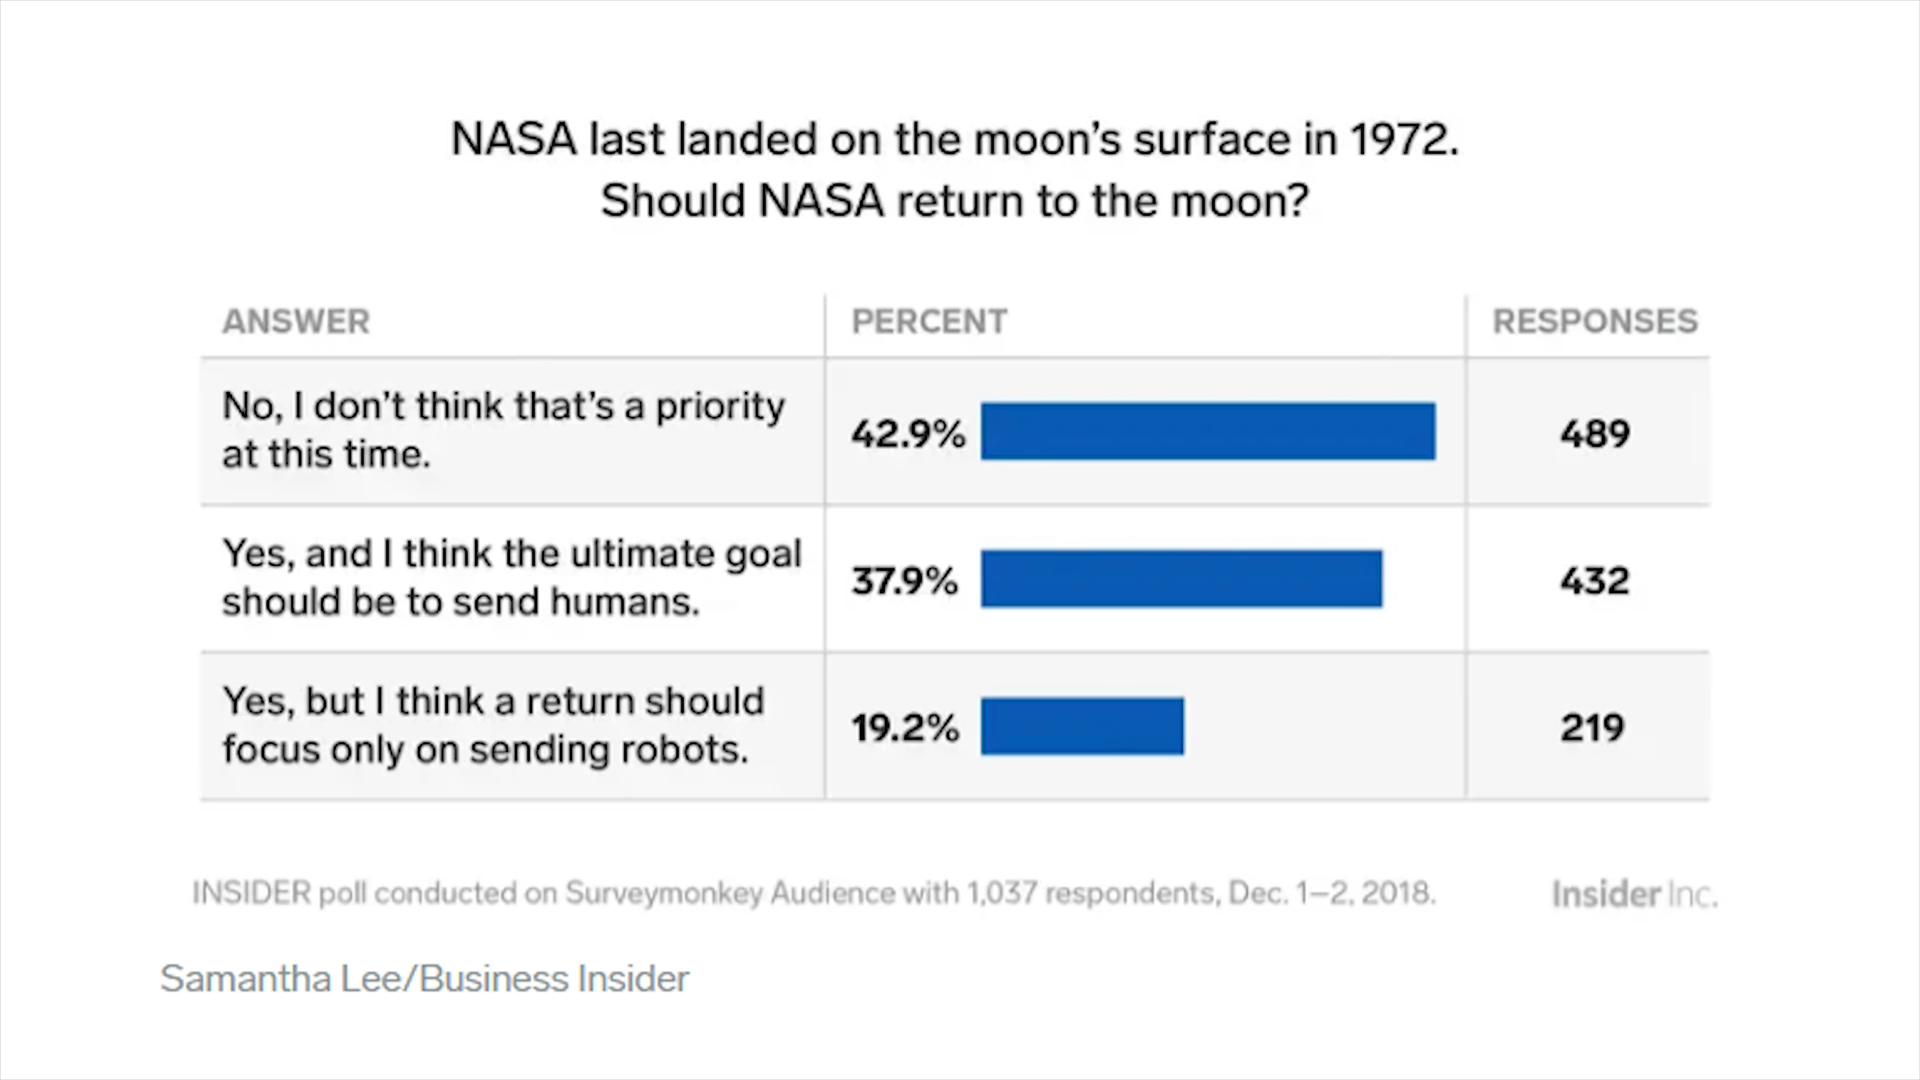 NASA last landed on the moon’s surface in 1972.
Should NASA return to the moon?
ANSWER PERCENT RESPONSES
No, I don’t think that’s a priority
at this time.
42.9% 489
Yes, and I think the ultimate goal
should be to send humans.
37.9% 432
Yes, but I think a return should
focus only on sending robots.
19.2% 219
INSIDER poll conducted on Surveymonkey Audience with 1,037 respondents, Dec. 1–2, 2018.
Insider Inc.
Samantha Lee/Business Insider